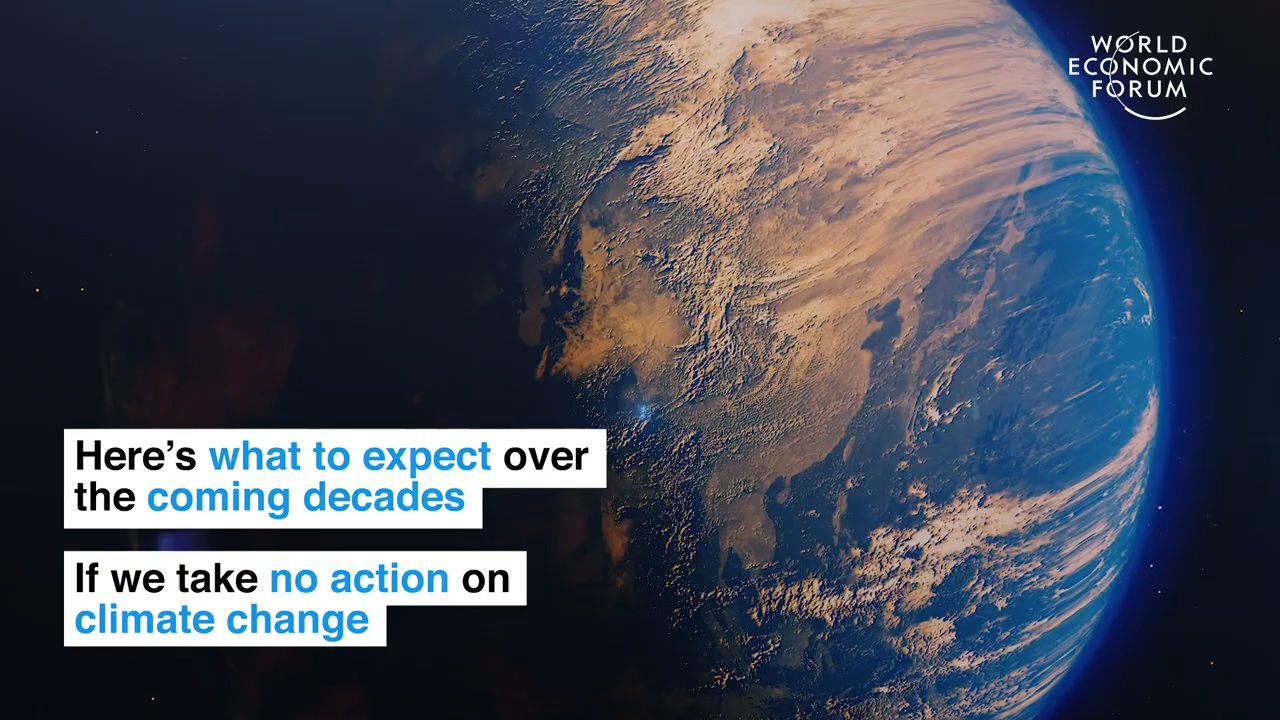 WORLD
ECONOMIC
FORUM
Here's what to expect over
the coming decades
If we take no action on
climate change